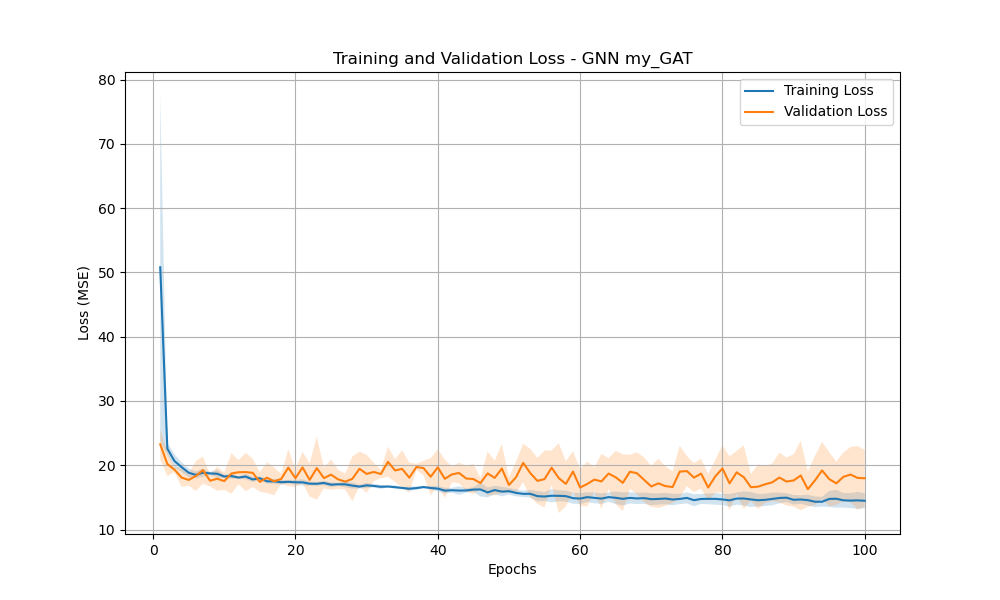 Training and Validation Loss - GNN my_GAT
Training Loss
Validation Loss
Loss (MSE)
80
70
60
50
40
30
20
10
0
20
40
60
80
100
Epochs